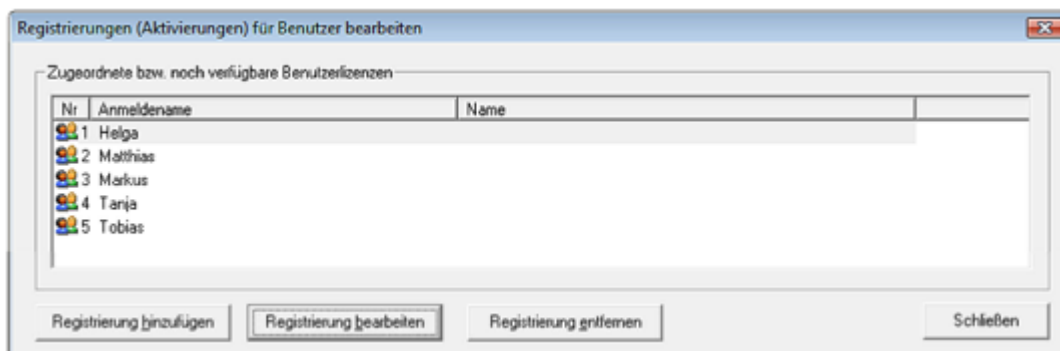 Registrierungen (Aktivierungen) für Benutzer bearbeiten
Zugeordnete bzw. noch verfügbare Benutzerlizenzen
Nr Anmeldename Name
1 Helga
2 Matthias
3 Markus
4 Tanja
5 Tobias
Registrierung hinzufügen Registrierung bearbeiten Registrierung entfernen Schließen